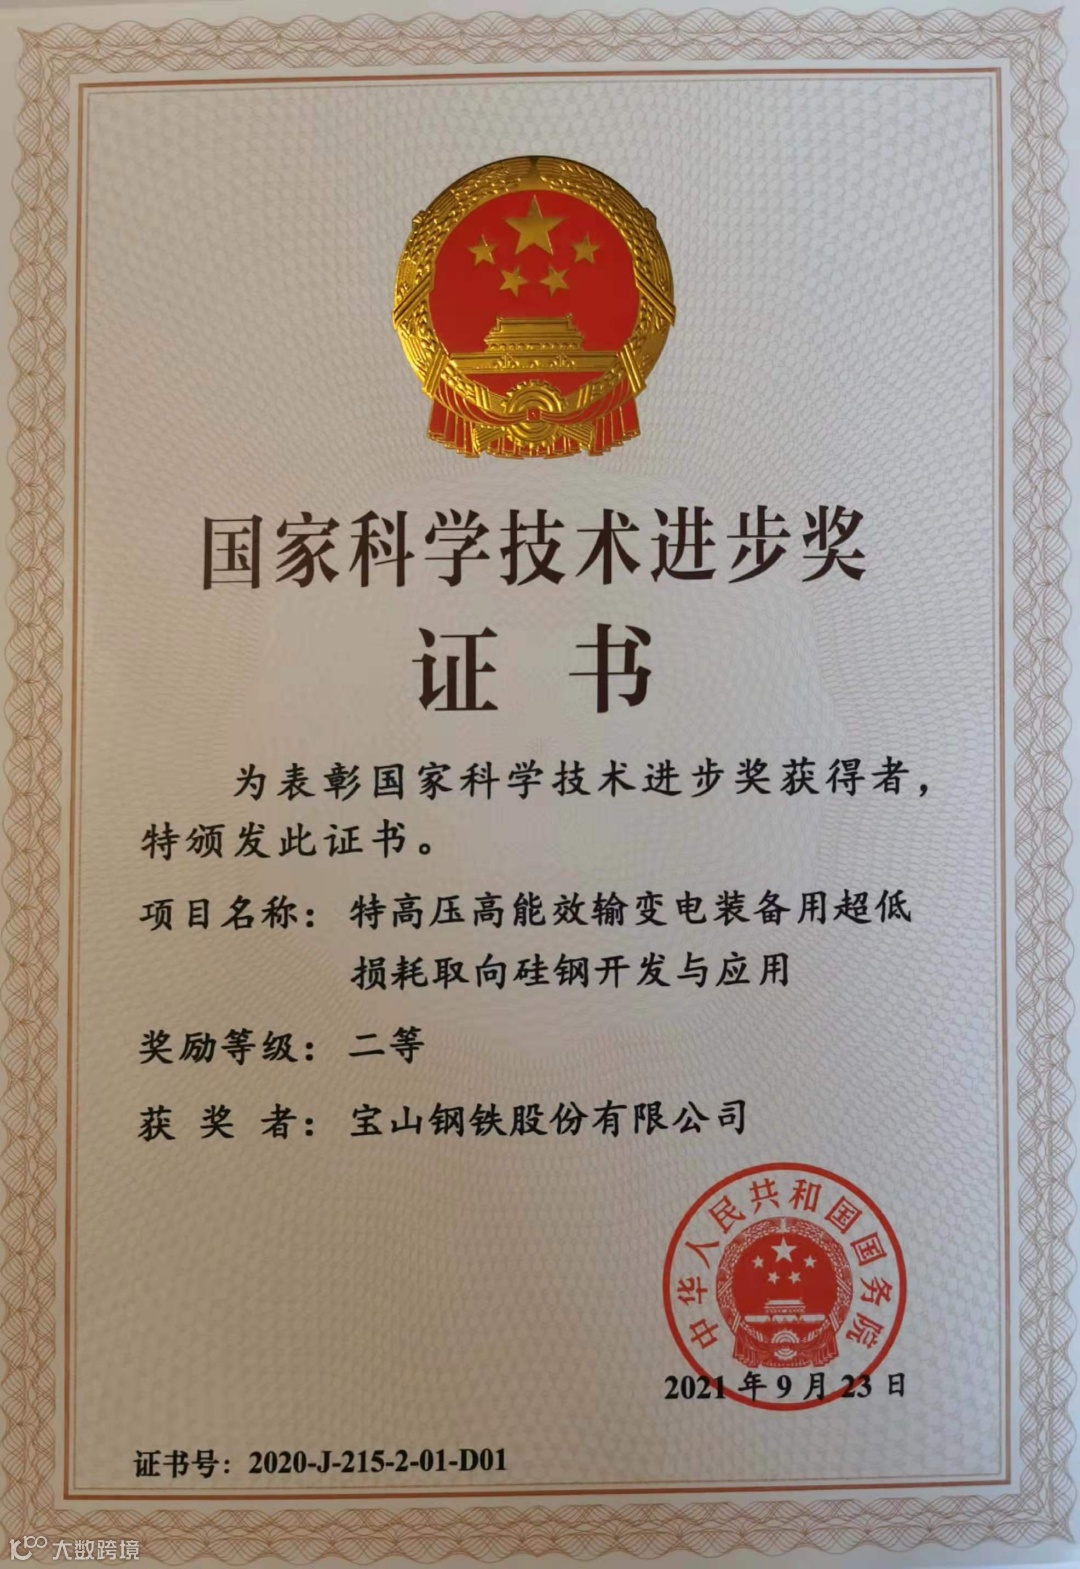 国家科学技术进步奖
证书
为表彰国家科学技术进步奖获得者，
特颁发此证书。
项目名称：特高压高能效输变电装备用超低
损耗取向硅钢开发与应用
奖励等级：二等
获奖者：宝山钢铁股份有限公司
中华人民共和国国务院
2021年9月23日
证书号：2020-J-215-2-01-D01
大数跨境